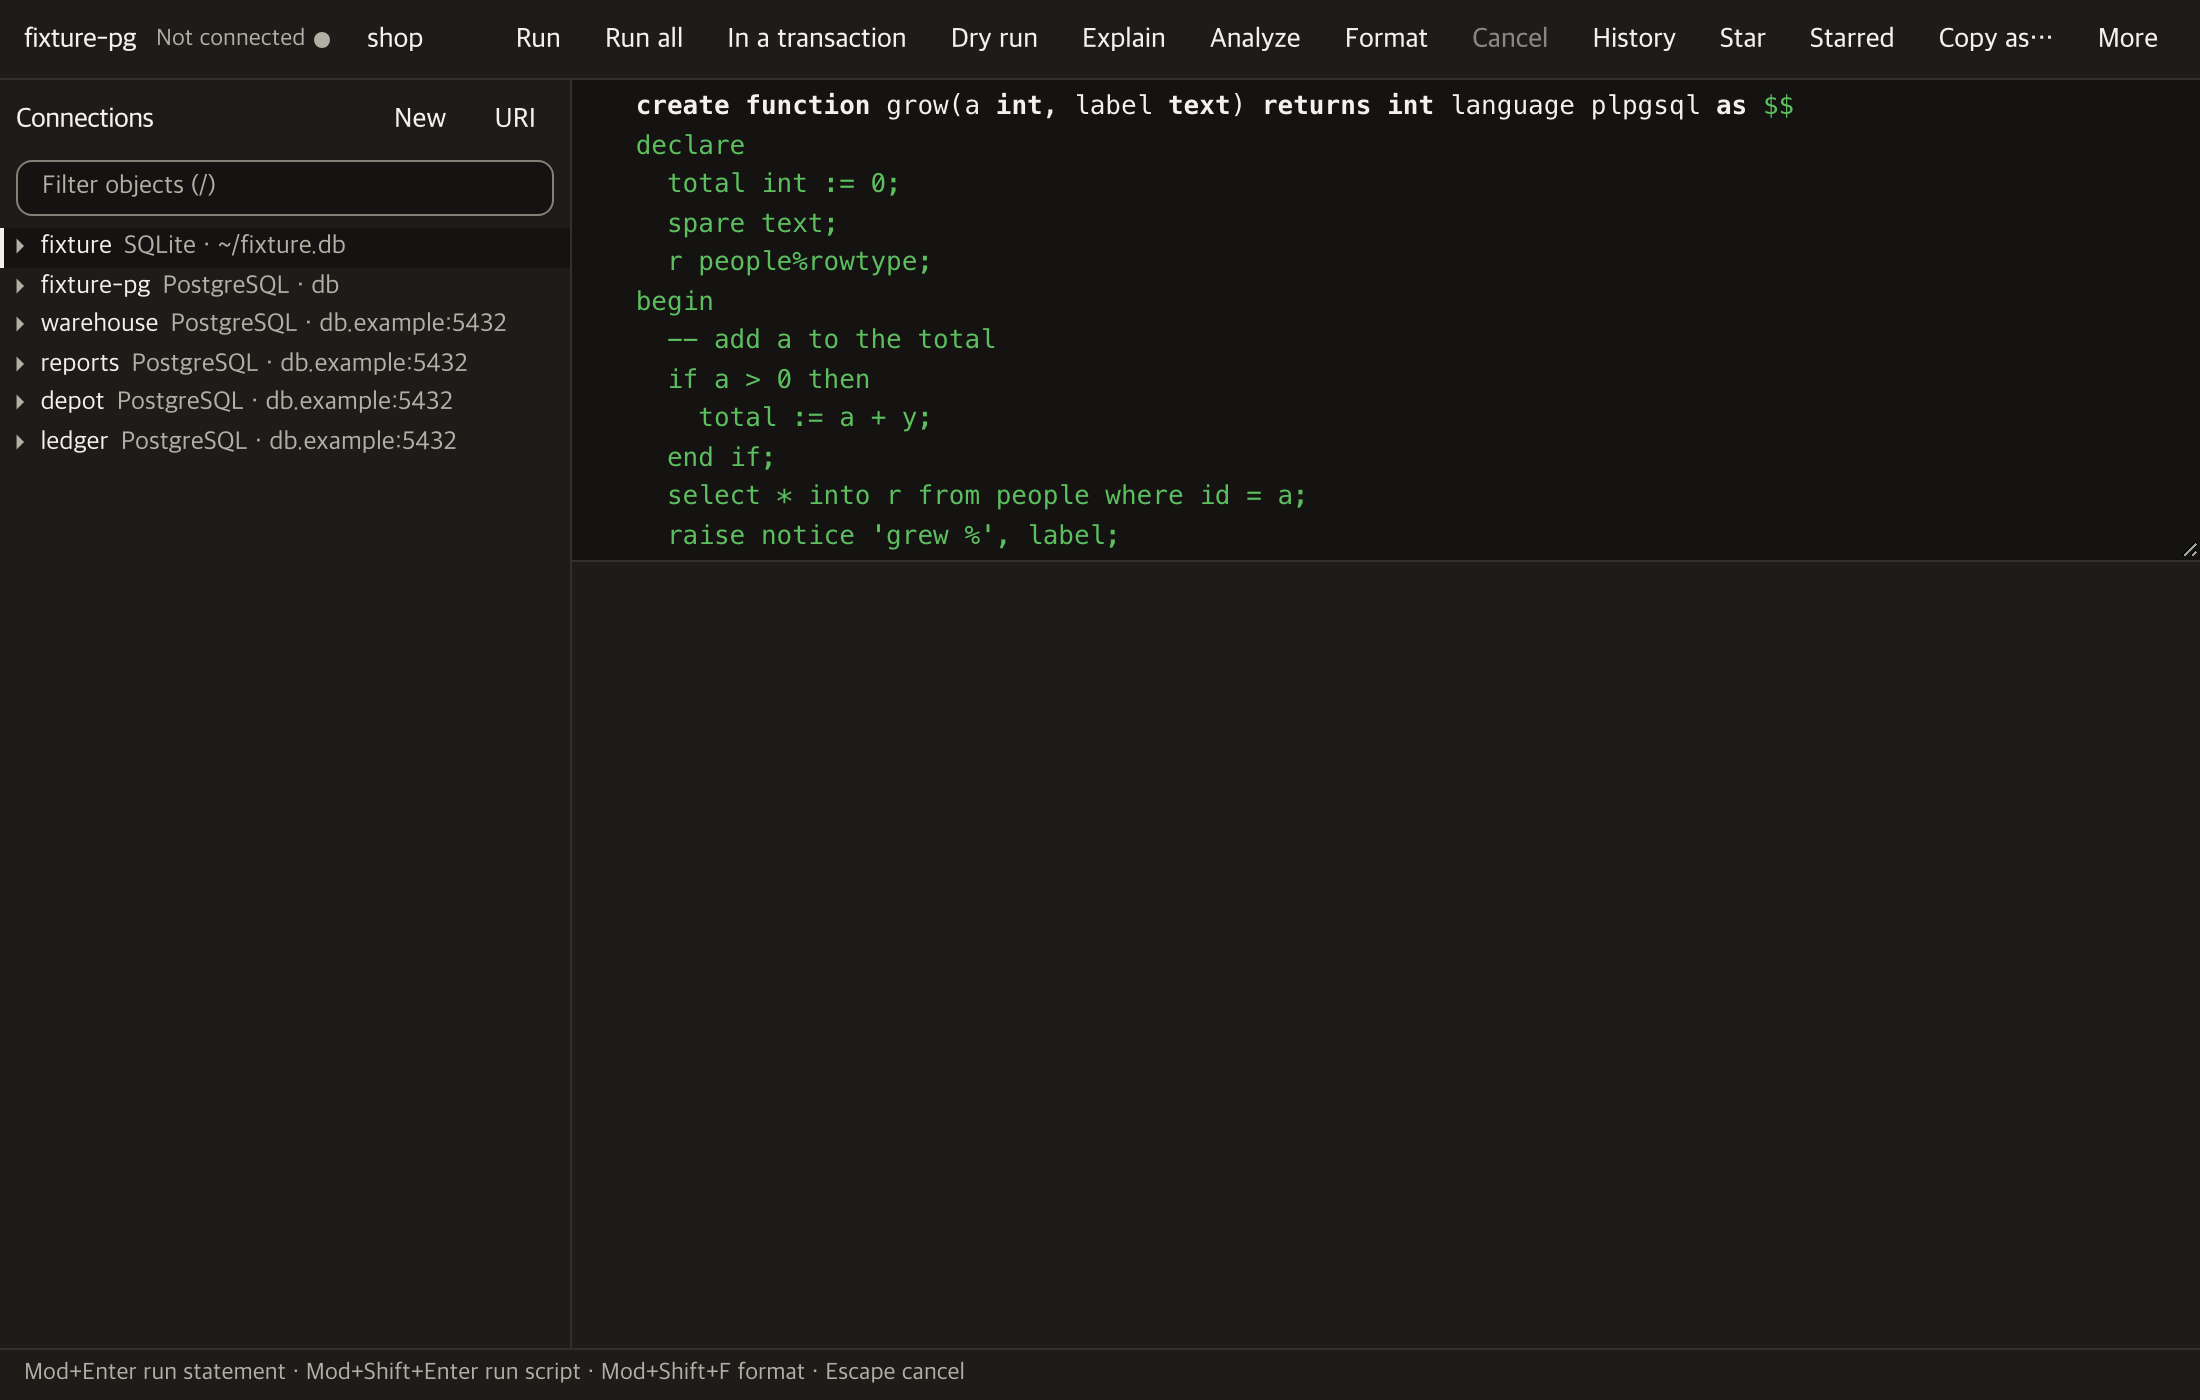 fixture-pg Not connected shop Run Run all In a transaction Dry run Explain Analyze Format Cancel History Star Starred Copy as··· More
Connections New URI
Filter objects (/)
fixture SQLite · ~/fixture.db
fixture-pg PostgreSQL · db
warehouse PostgreSQL · db.example:5432
reports PostgreSQL · db.example:5432
depot PostgreSQL · db.example:5432
ledger PostgreSQL · db.example:5432
create function grow(a int, label text) returns int language plpgsql as $$
declare
  total int := 0;
  spare text;
  r people%rowtype;
begin
  -- add a to the total
  if a > 0 then
    total := a + y;
  end if;
  select * into r from people where id = a;
  raise notice 'grew %', label;
Mod+Enter run statement · Mod+Shift+Enter run script · Mod+Shift+F format · Escape cancel